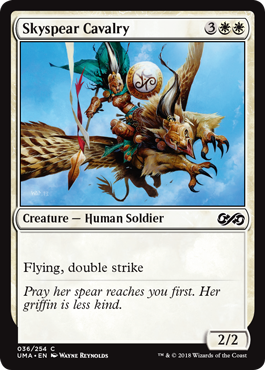 Skyspear Cavalry 3
Creature — Human Soldier
Flying, double strike
Pray her spear reaches you first. Her
griffin is less kind.
2/2
036/254 C
UMA • EN Wayne Reynolds
™ & © 2018 Wizards of the Coast